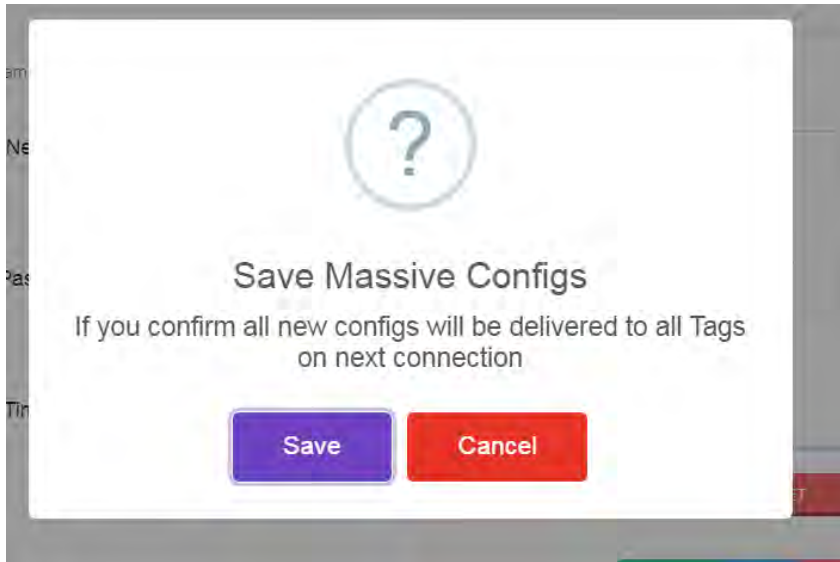 ?
Save Massive Configs
If you confirm all new configs will be delivered to all Tags
on next connection
Save
Cancel